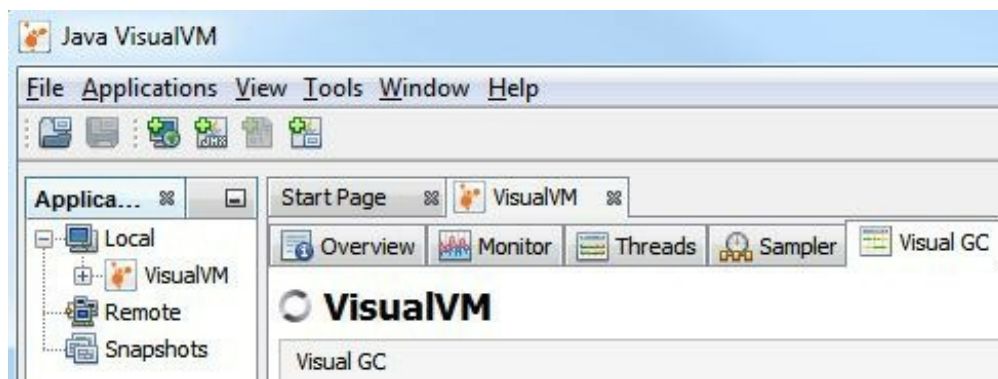 Java VisualVM
File Applications View Tools Window Help
Applica...
Start Page VisualVM
Local
VisualVM
Remote
Snapshots
Overview Monitor Threads Sampler Visual GC
VisualVM
Visual GC